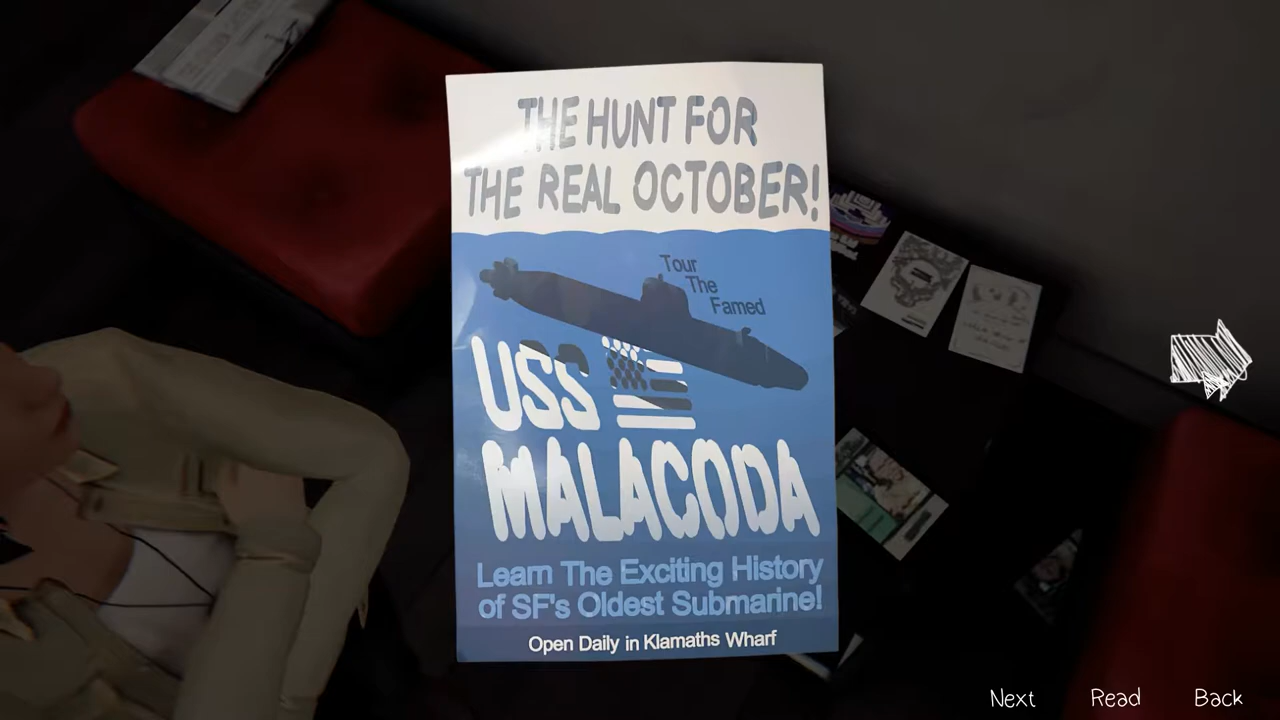 THE HUNT FOR
THE REAL OCTOBER!
Tour
The
Famed
USS
MALACODA
Learn The Exciting History
of SF's Oldest Submarine!
Open Daily in Klamaths Wharf
Next
Read
Back